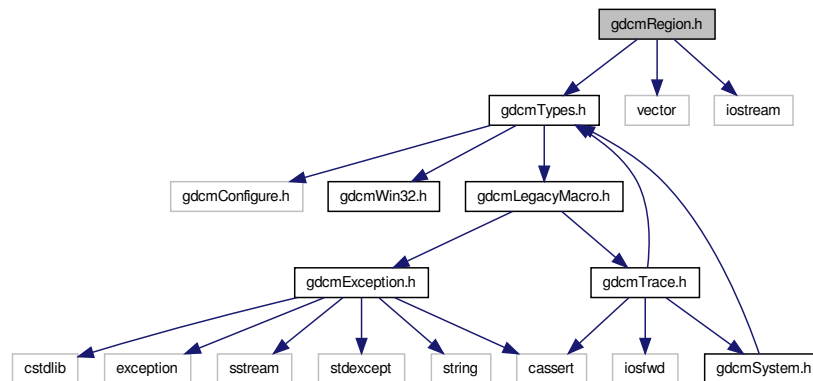 gdcmRegion.h
gdcmTypes.h
vector
iostream
gdcmConfigure.h
gdcmWin32.h
gdcmLegacyMacro.h
gdcmException.h
gdcmTrace.h
cstdlib
exception
sstream
stdexcept
string
cassert
iosfwd
gdcmSystem.h